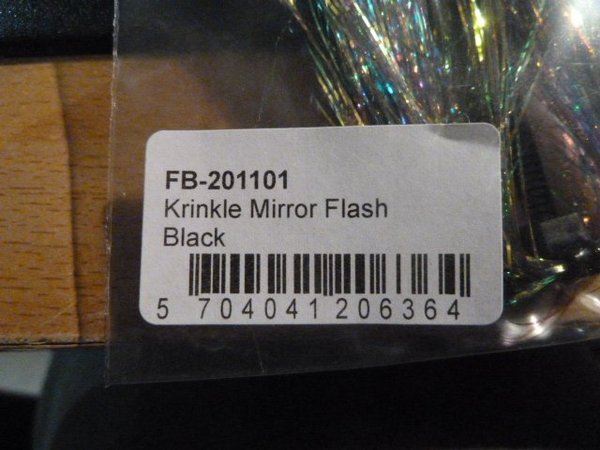 FB-201101
Krinkle Mirror Flash
Black
5 704041 206364